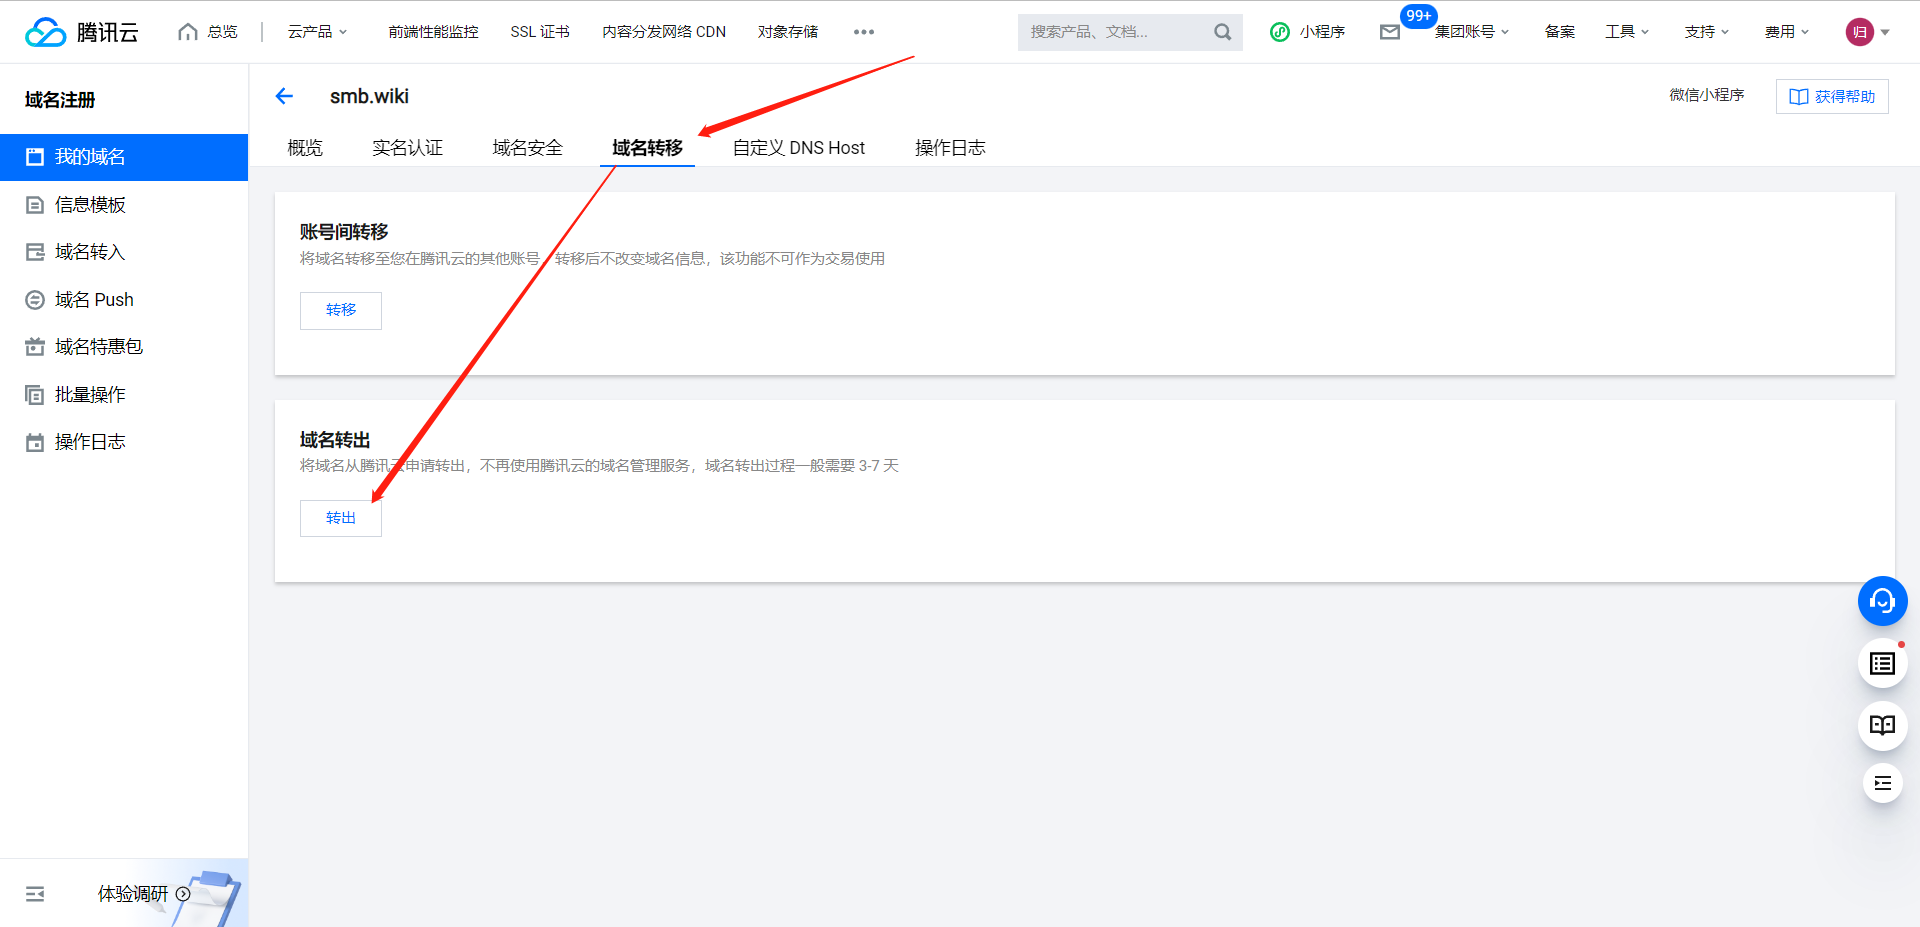 腾讯云
总览
云产品
前端性能监控
SSL 证书
内容分发网络 CDN
对象存储
搜索产品、文档...
小程序
99+
集团账号
备案
工具
支持
费用
归
域名注册
我的域名
信息模板
域名转入
域名 Push
域名特惠包
批量操作
操作日志
体验调研
smb.wiki
微信小程序
获得帮助
概览
实名认证
域名安全
域名转移
自定义 DNS Host
操作日志
账号间转移
将域名转移至您在腾讯云的其他账号，转移后不改变域名信息，该功能不可作为交易使用
转移
域名转出
将域名从腾讯云申请转出，不再使用腾讯云的域名管理服务，域名转出过程一般需要 3-7 天
转出